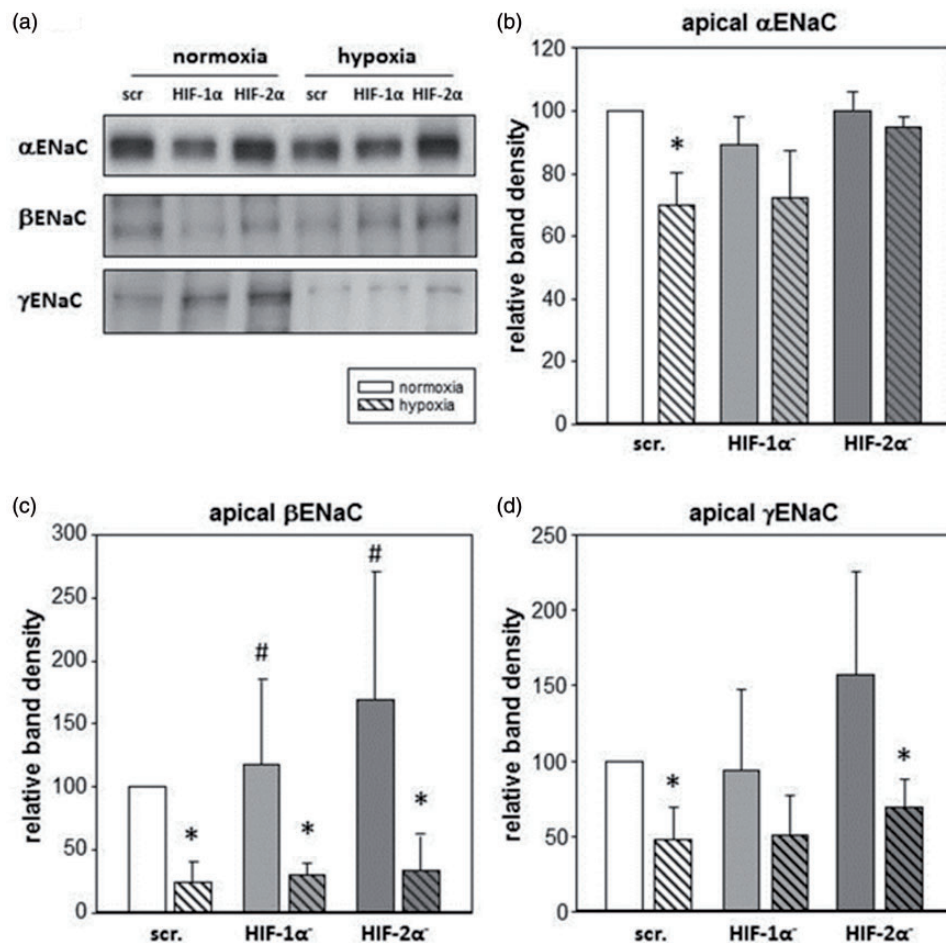 (a)
normoxia hypoxia
scr HIF-1α HIF-2α scr HIF-1α HIF-2α
αENaC
βENaC
γENaC
normoxia
hypoxia
(b)
apical αENaC
relative band density
120
100
80
60
40
20
0
*
scr. HIF-1α⁻ HIF-2α⁻
(c)
apical βENaC
relative band density
300
250
200
150
100
50
0
* # * # *
scr. HIF-1α⁻ HIF-2α⁻
(d)
apical γENaC
relative band density
250
200
150
100
50
0
* *
scr. HIF-1α⁻ HIF-2α⁻